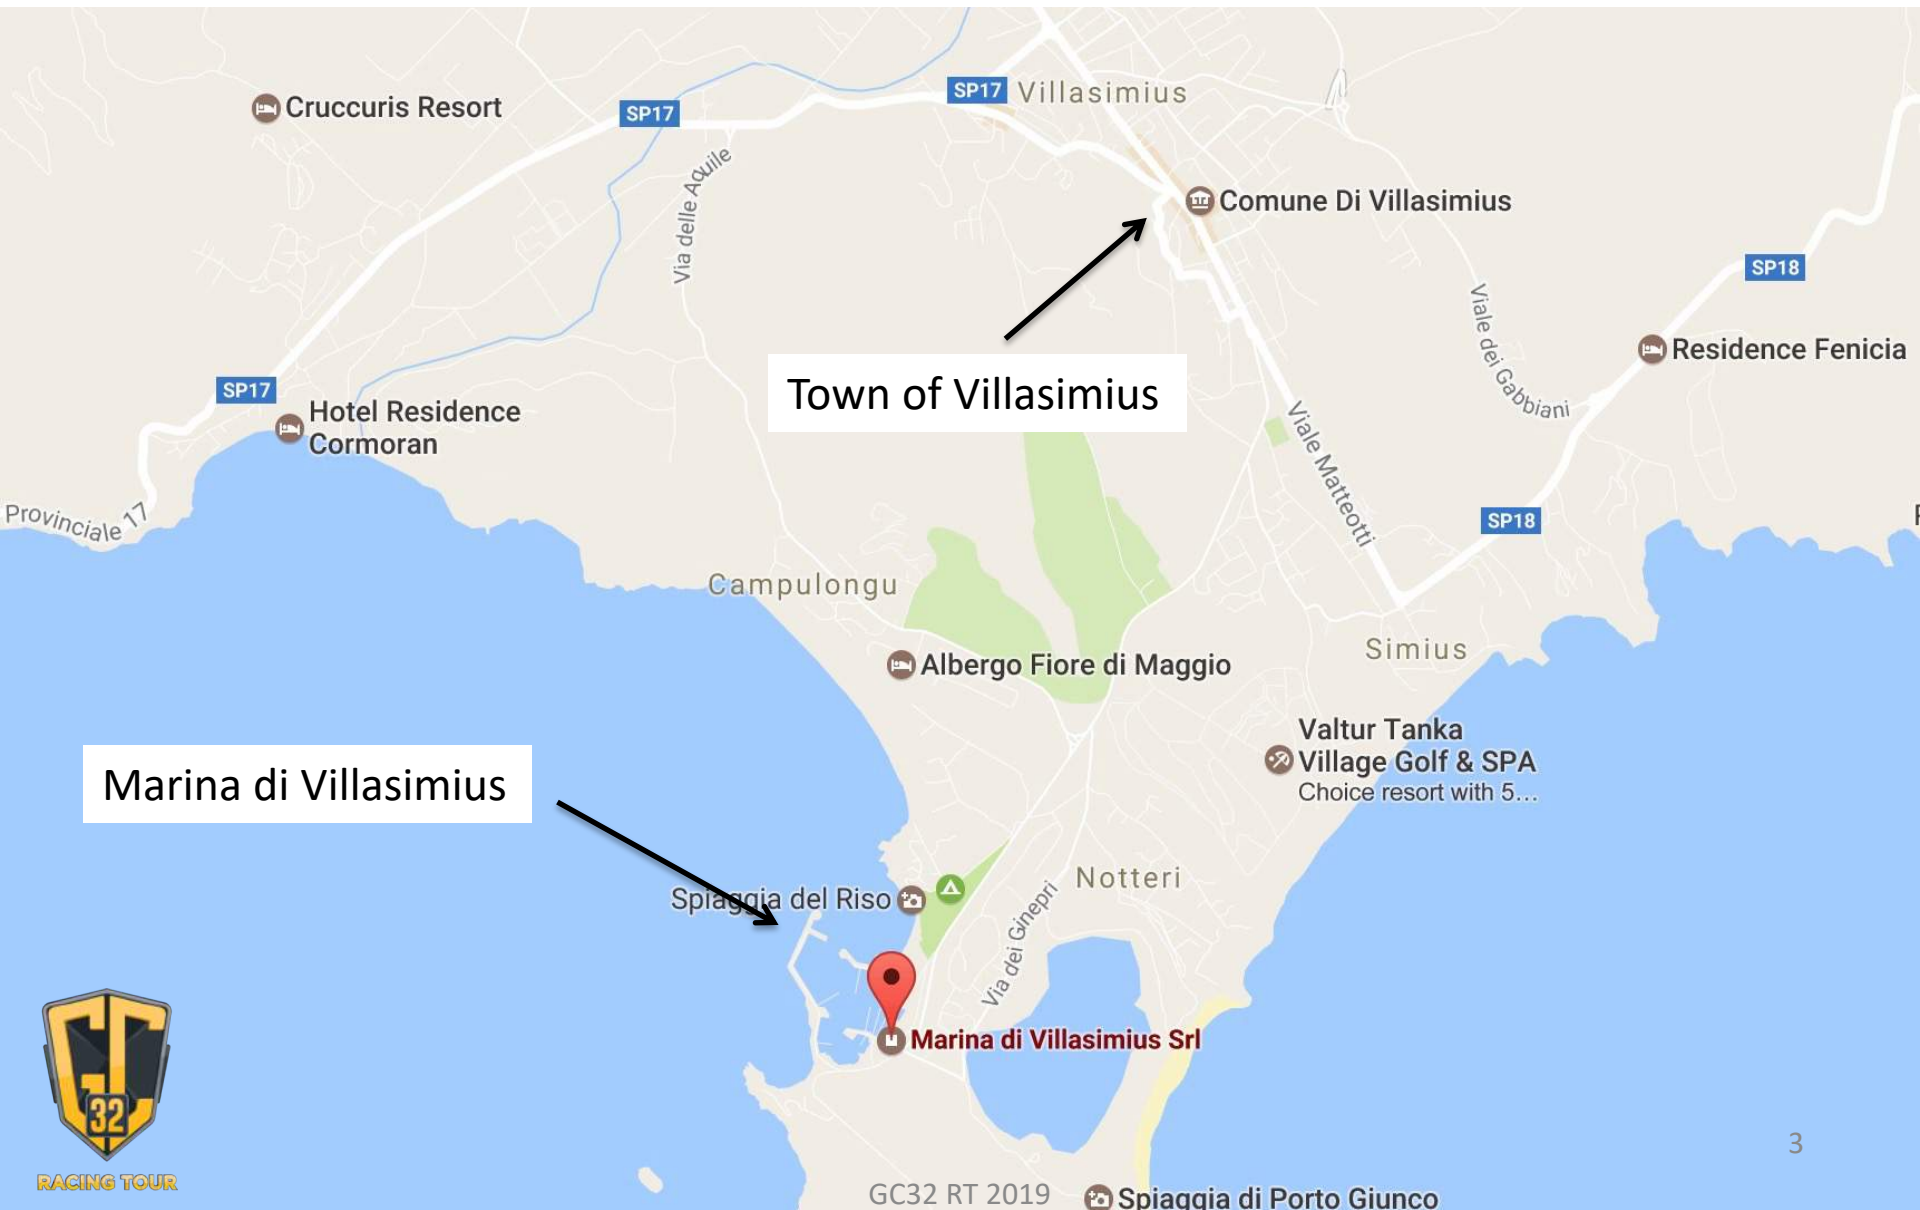 SP17
Villasimius
Cruccuris Resort
SP17
Via delle Aquile
Comune Di Villasimius
SP18
Viale dei Gabbiani
Residence Fenicia
Town of Villasimius
SP17
Hotel Residence
Cormoran
Viale Matteotti
Provinciale 17
SP18
Campulongu
Simius
Albergo Fiore di Maggio
Valtur Tanka
Village Golf & SPA
Choice resort with 5...
Marina di Villasimius
Spiaggia del Riso
Notteri
Via dei Ginepri
Marina di Villasimius Srl
GC
32
RACING TOUR
3
GC32 RT 2019
Spiaggia di Porto Giunco